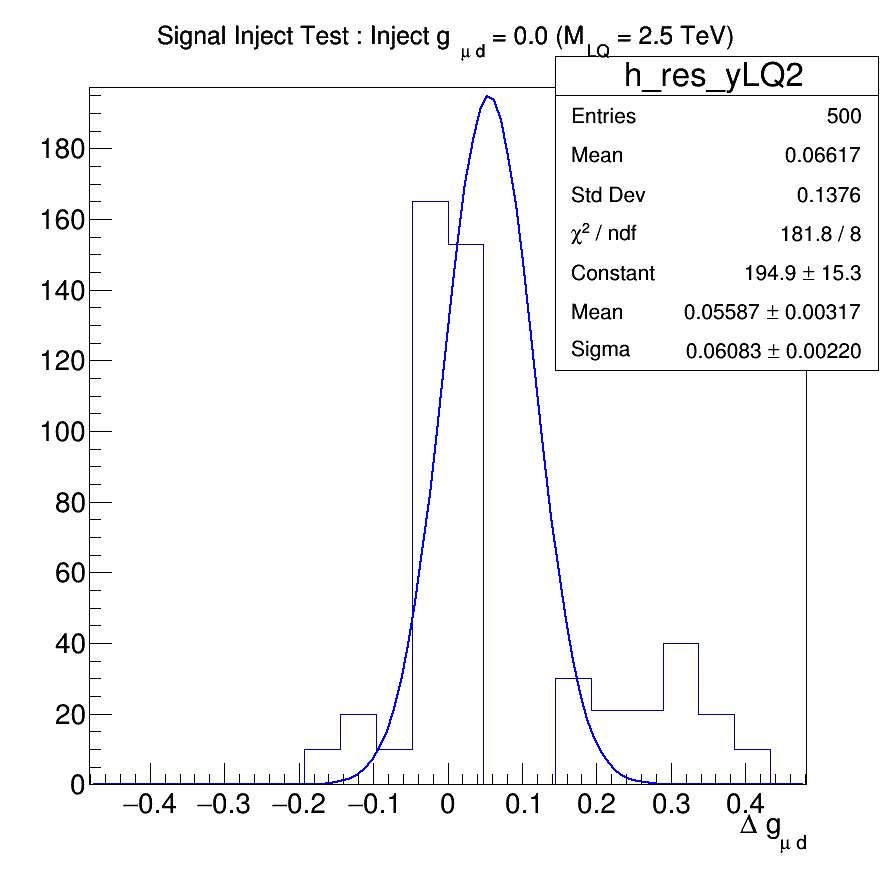 Signal Inject Test : Inject g μ d = 0.0 (M LQ = 2.5 TeV)
h_res_yLQ2
Entries 500
Mean 0.06617
Std Dev 0.1376
χ² / ndf 181.8 / 8
Constant 194.9 ± 15.3
Mean 0.05587 ± 0.00317
Sigma 0.06083 ± 0.00220
180
160
140
120
100
80
60
40
20
0
−0.4 −0.3 −0.2 −0.1 0 0.1 0.2 0.3 0.4
Δ g μ d